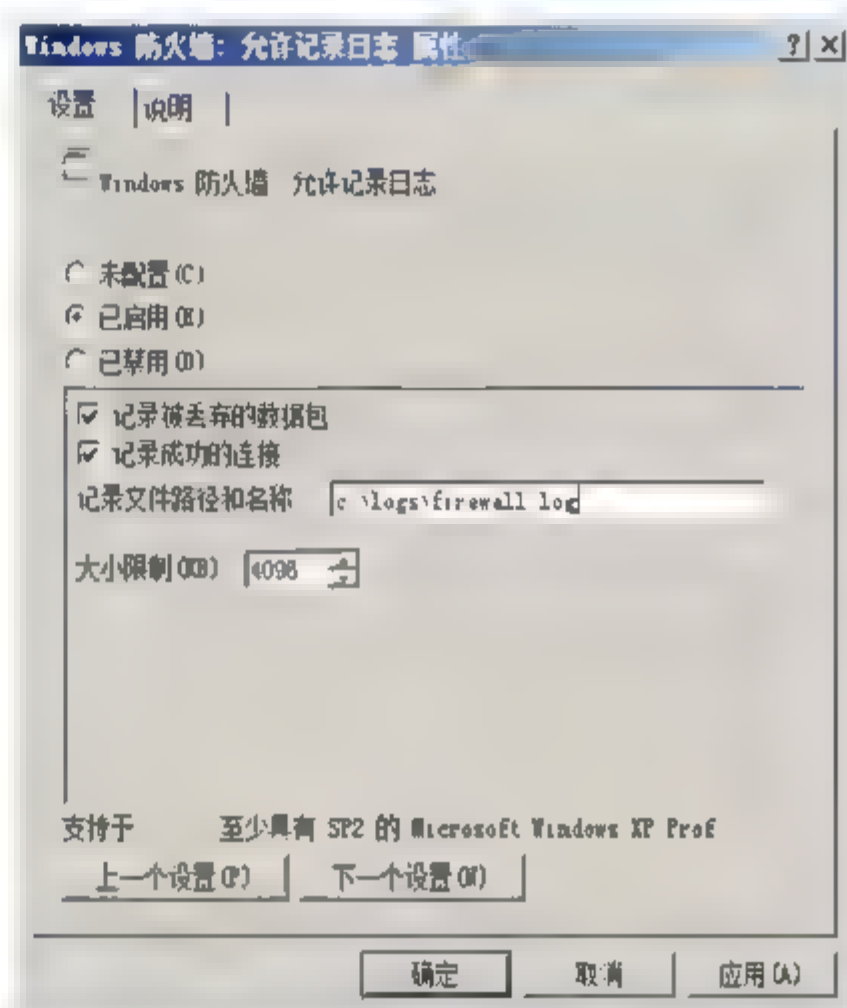 Windows 防火墙: 允许记录日志 属性
设置 说明
Windows 防火墙 允许记录日志
未配置(C)
已启用(E)
已禁用(D)
记录被丢弃的数据包
记录成功的连接
记录文件路径和名称 c \logs\firewall log
大小限制(KB) 4096
支持于 至少具有 SP2 的 Microsoft Windows XP Prof
上一个设置(P) 下一个设置(N)
确定 取消 应用(A)